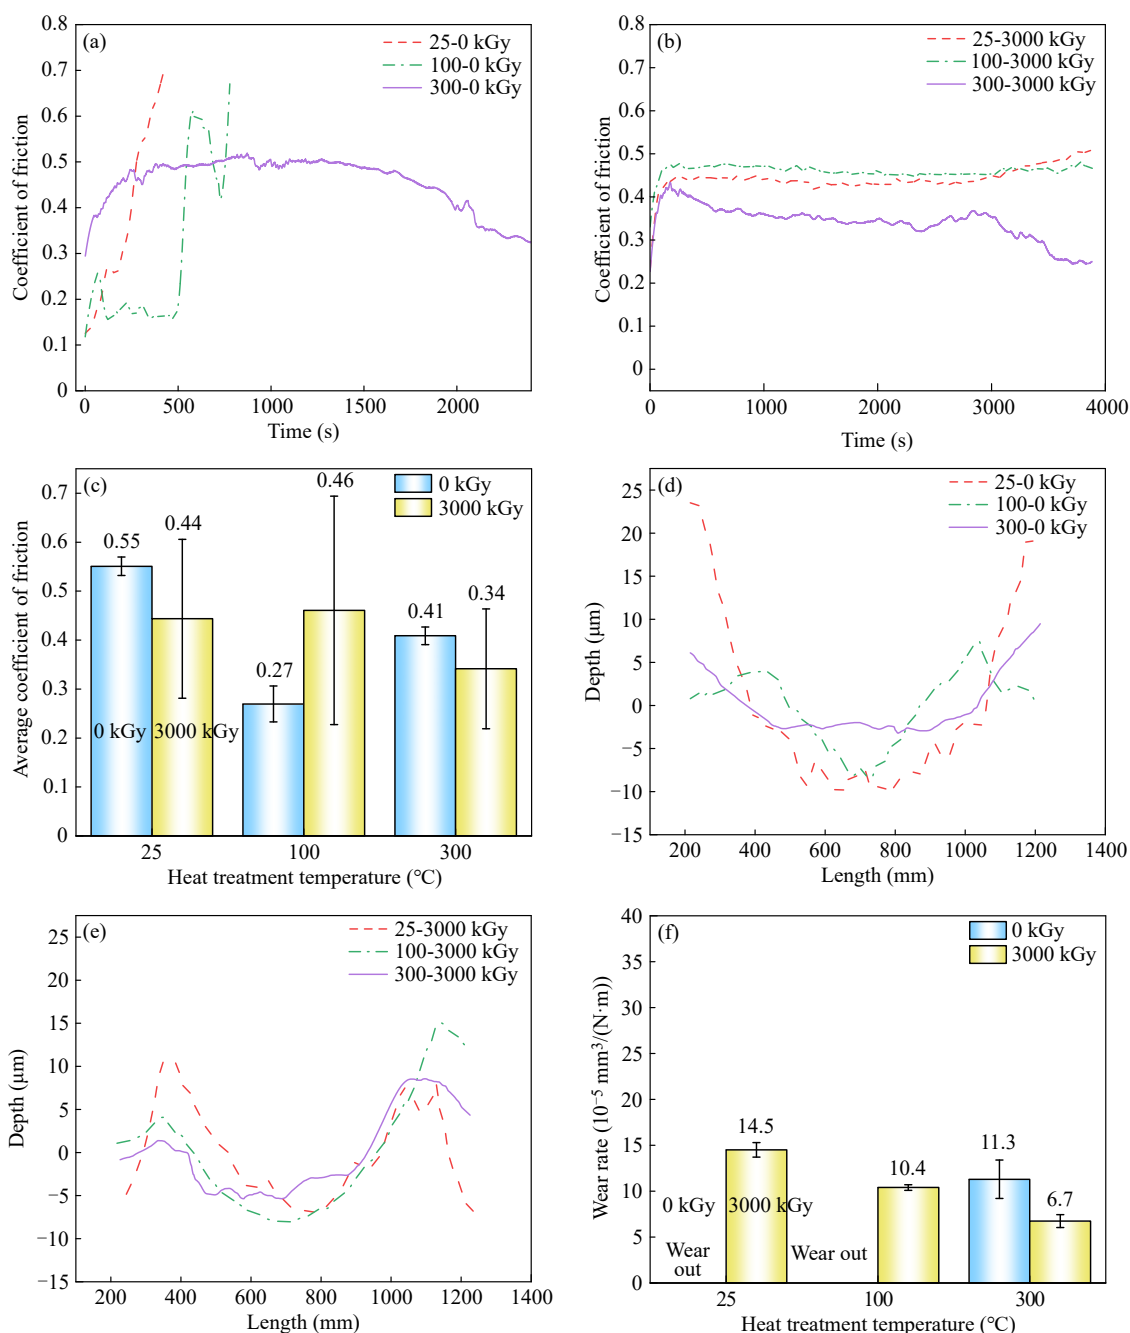 (a)
25-0 kGy
100-0 kGy
300-0 kGy
0.8
0.7
0.6
0.5
0.4
0.3
0.2
0.1
0
Coefficient of friction
0
500
1000
1500
2000
Time (s)
(b)
25-3000 kGy
100-3000 kGy
300-3000 kGy
0.8
0.7
0.6
0.5
0.4
0.3
0.2
0.1
0
Coefficient of friction
0
1000
2000
3000
4000
Time (s)
(c)
0 kGy
3000 kGy
0.7
0.6
0.5
0.4
0.3
0.2
0.1
0
Average coefficient of friction
0.55
0.44
0.27
0.46
0.41
0.34
0 kGy
3000 kGy
25
100
300
Heat treatment temperature (°C)
(d)
25-0 kGy
100-0 kGy
300-0 kGy
25
20
15
10
5
0
−5
−10
−15
Depth (μm)
200
400
600
800
1000
1200
1400
Length (mm)
(e)
25-3000 kGy
100-3000 kGy
300-3000 kGy
25
20
15
10
5
0
−5
−10
−15
Depth (μm)
200
400
600
800
1000
1200
1400
Length (mm)
(f)
0 kGy
3000 kGy
40
35
30
25
20
15
10
5
0
Wear rate (10⁻⁵ mm³/(N·m))
14.5
10.4
11.3
6.7
0 kGy
3000 kGy
Wear
out
Wear out
25
100
300
Heat treatment temperature (°C)